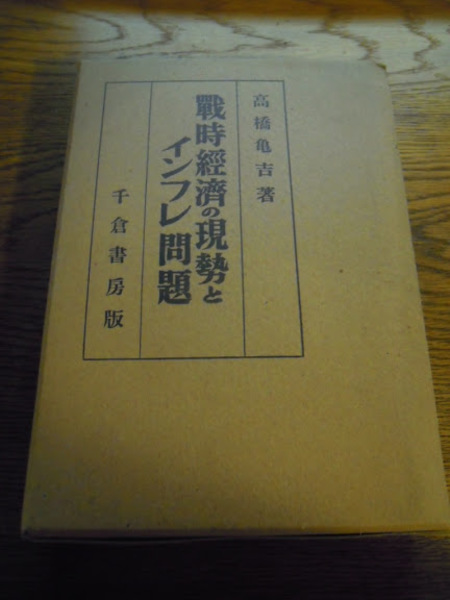 高橋亀吉著
戰時經濟の現勢と
インフレ問題
千倉書房版